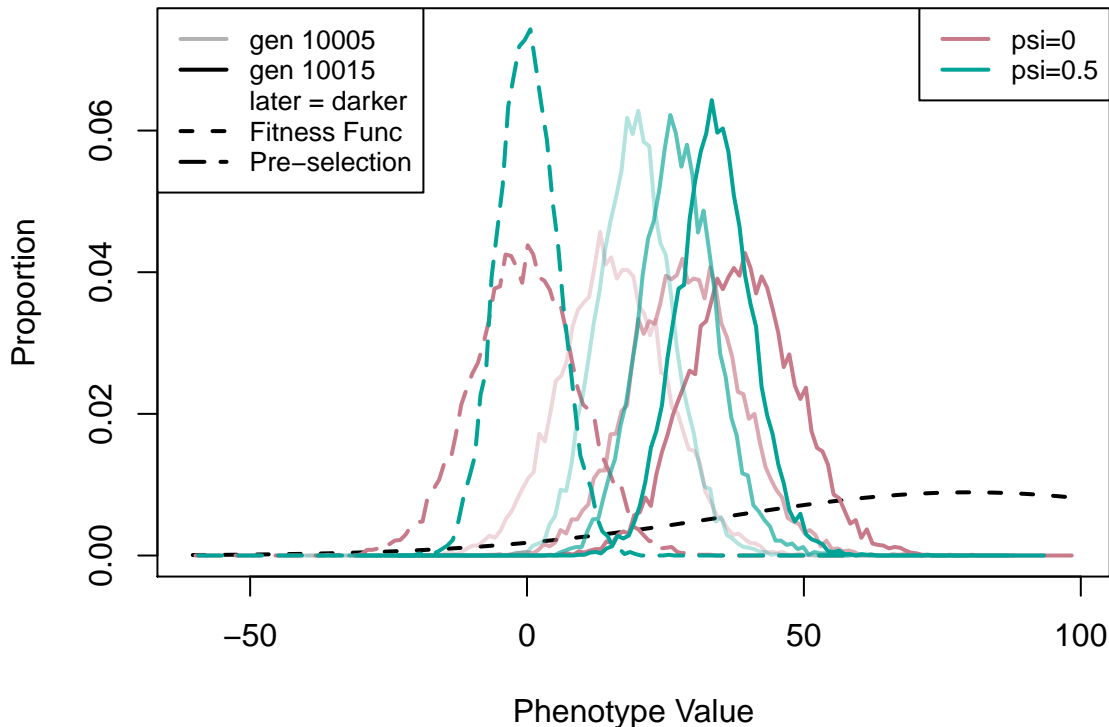 gen 10005
gen 10015
later = darker
Fitness Func
Pre−selection
psi=0
psi=0.5
Proportion
0.06
0.04
0.02
0.00
−50
0
50
100
Phenotype Value